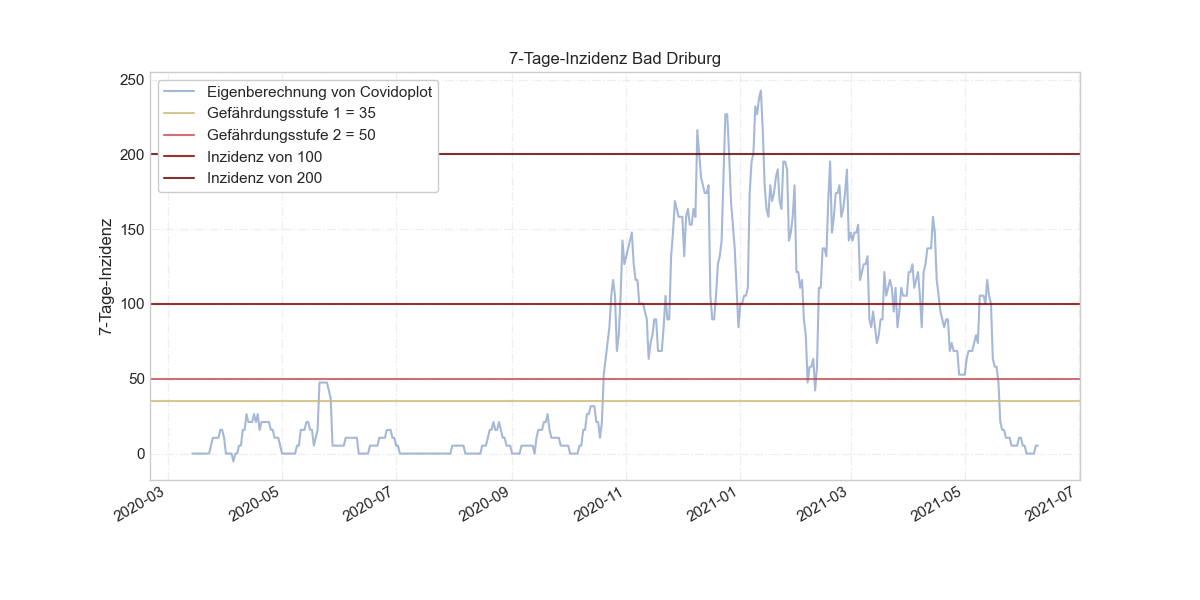 7-Tage-Inzidenz Bad Driburg
250
200
150
100
50
0
7-Tage-Inzidenz
Eigenberechnung von Covidoplot
Gefährdungsstufe 1 = 35
Gefährdungsstufe 2 = 50
Inzidenz von 100
Inzidenz von 200
2020-03
2020-05
2020-07
2020-09
2020-11
2021-01
2021-03
2021-05
2021-07